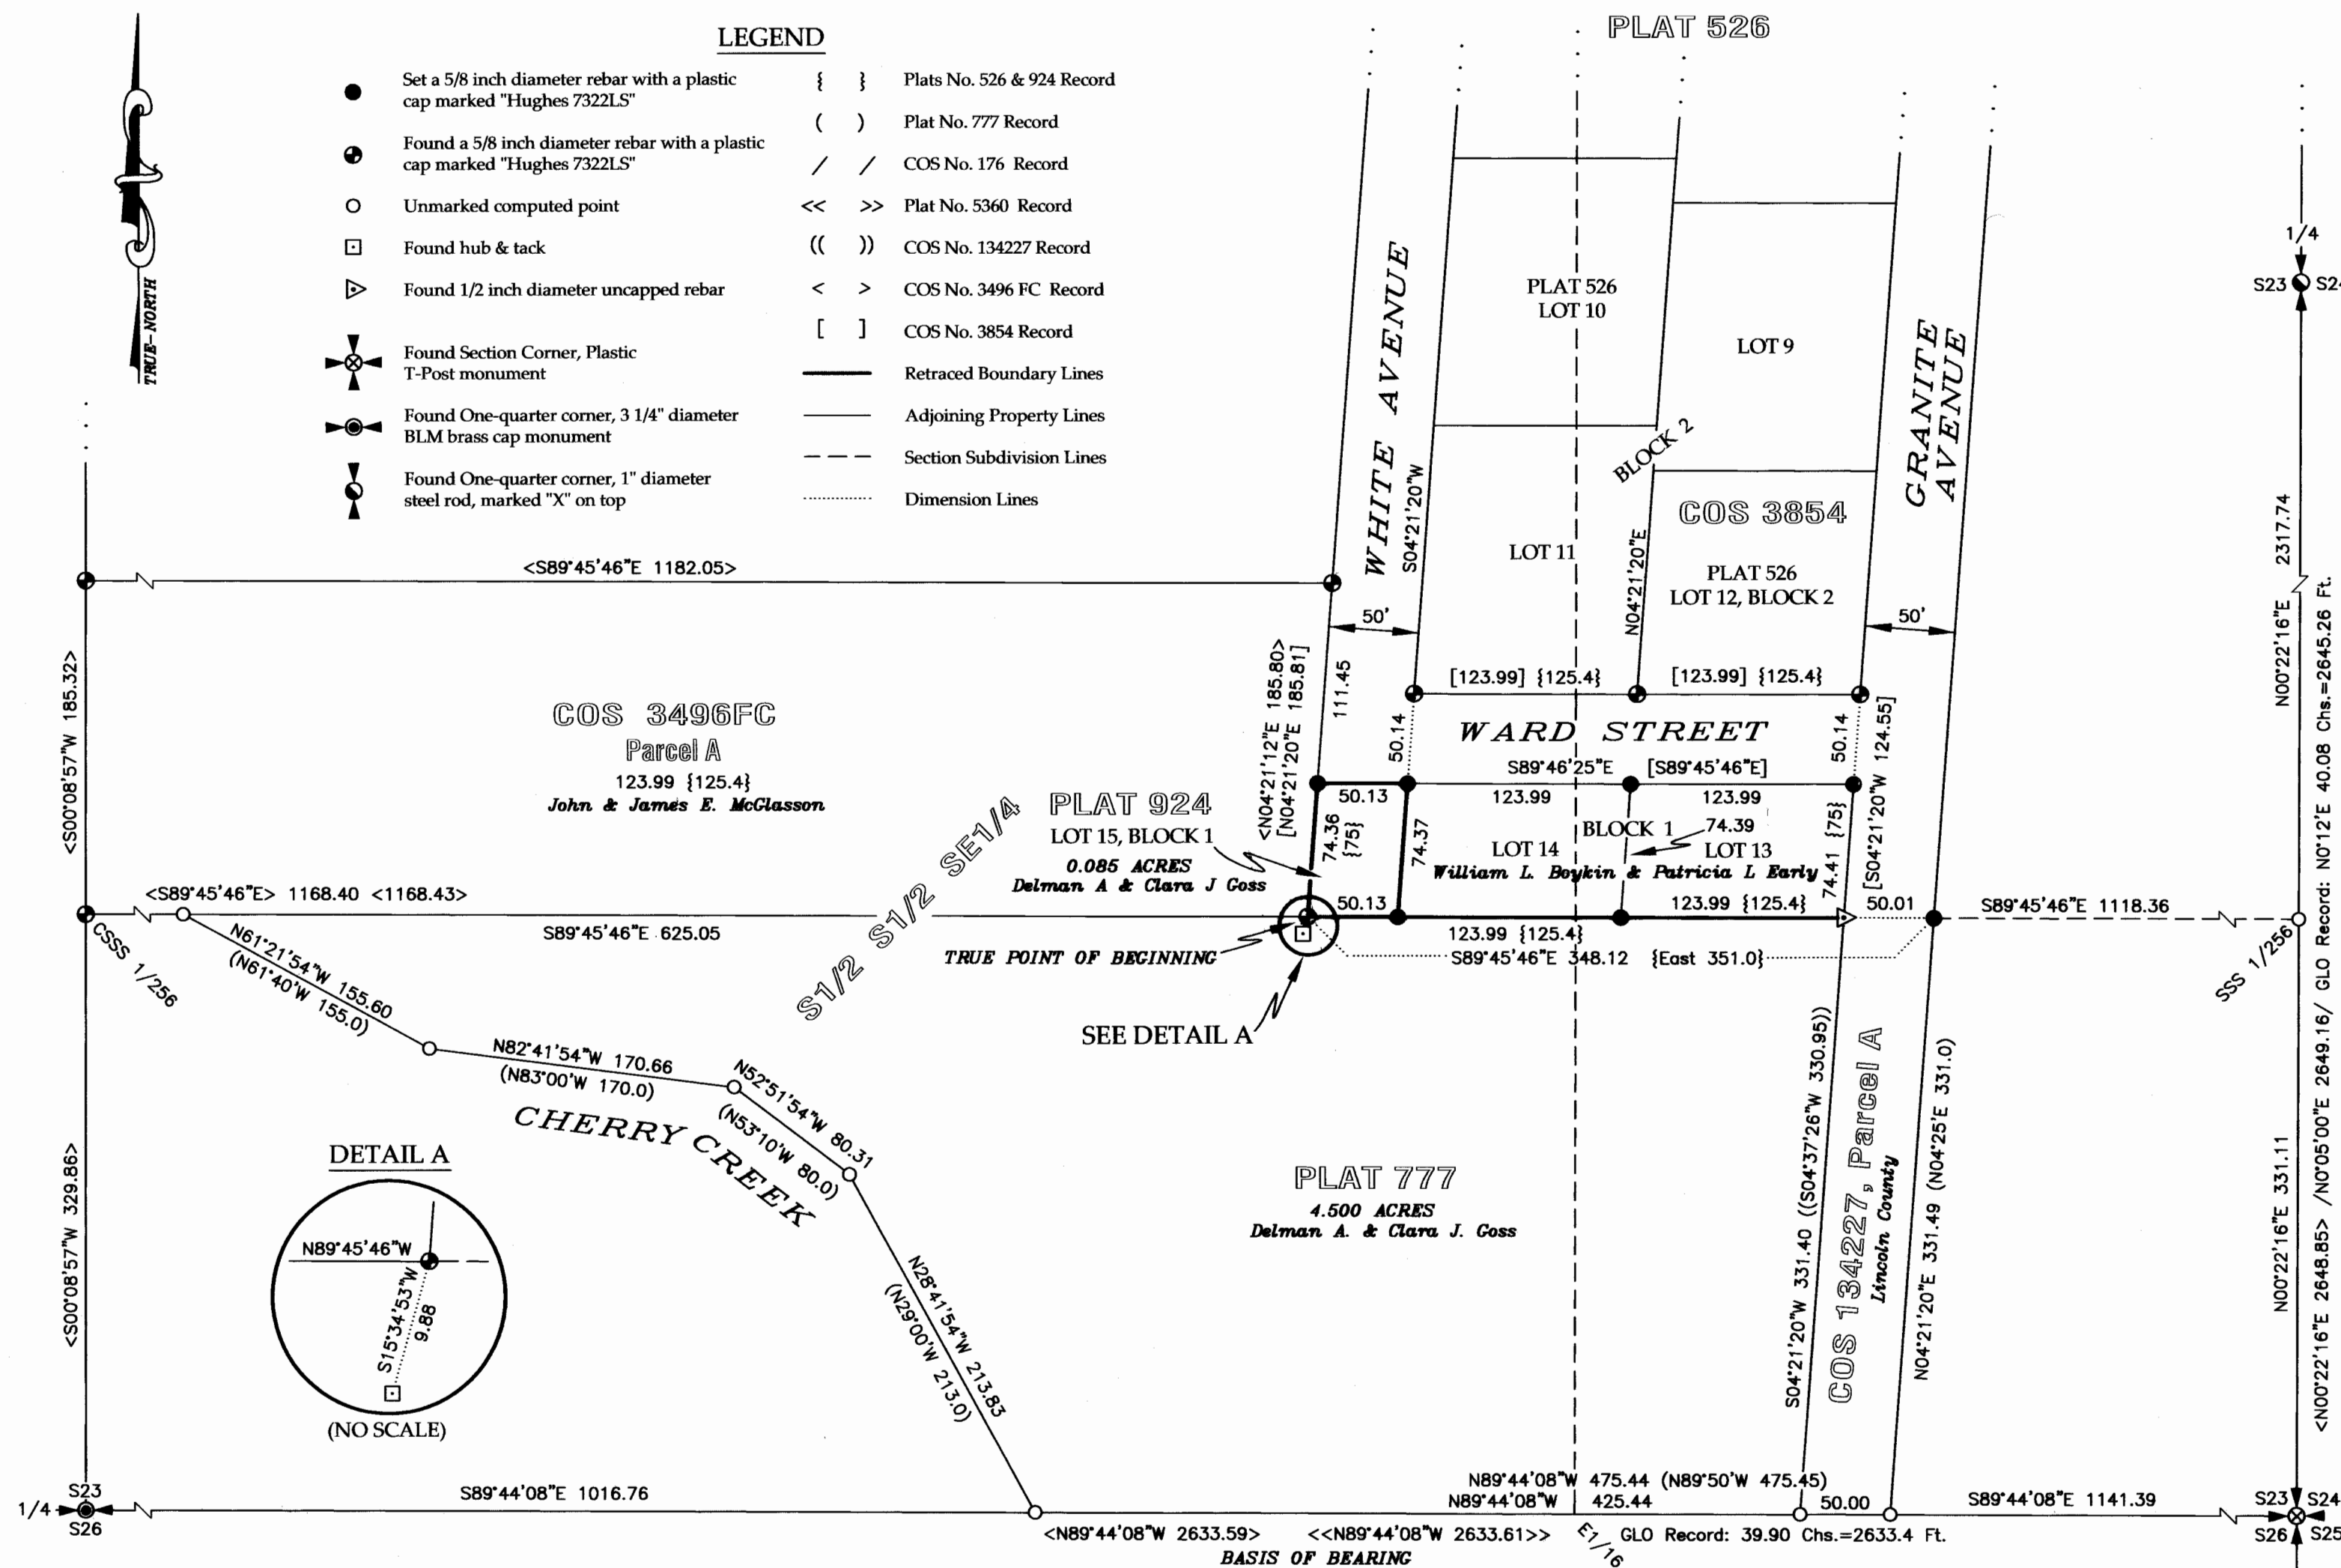 PLAT 526
LEGEND
Set a 5/8 inch diameter rebar with a plastic
cap marked "Hughes 7322LS"
Found a 5/8 inch diameter rebar with a plastic
cap marked "Hughes 7322LS"
Unmarked computed point
Found hub & tack
Found 1/2 inch diameter uncapped rebar
Found Section Corner, Plastic
T-Post monument
Found One-quarter corner, 3 1/4" diameter
BLM brass cap monument
Found One-quarter corner, 1" diameter
steel rod, marked "X" on top
{ } Plats No. 526 & 924 Record
( ) Plat No. 777 Record
/ / COS No. 176 Record
<< >> Plat No. 5360 Record
(( )) COS No. 134227 Record
< > COS No. 3496 FC Record
[ ] COS No. 3854 Record
Retraced Boundary Lines
Adjoining Property Lines
Section Subdivision Lines
Dimension Lines
TRUE-NORTH
WHITE AVENUE
S04°21'20"W
PLAT 526
LOT 10
LOT 9
BLOCK 2
GRANITE
AVENUE
COS 3854
LOT 11
N04°21'20"E
PLAT 526
LOT 12, BLOCK 2
50'
50'
1/4
S23 S24
N00°22'16"E 2317.74
<S89°45'46"E 1182.05>
<S00°08'57"W 185.32>
COS 3496FC
Parcel A
123.99 {125.4}
John & James E. McGlasson
<N04°21'12"E 185.80>
[N04°21'20"E 185.81]
111.45
50.14
[123.99] {125.4}
[123.99] {125.4}
WARD STREET
50.14
[S04°21'20"W 124.55]
S89°46'25"E [S89°45'46"E]
50.13
123.99
123.99
PLAT 924
LOT 15, BLOCK 1
0.085 ACRES
Delman A & Clara J Goss
74.36
{75}
74.37
BLOCK 1
74.39
LOT 14
LOT 13
William L. Boykin & Patricia L Early
74.41 {75}
S1/2 S1/2 SE1/4
<S89°45'46"E> 1168.40 <1168.43>
S89°45'46"E 625.05
50.13
123.99 {125.4}
50.01
S89°45'46"E 1118.36
123.99 {125.4}
TRUE POINT OF BEGINNING
S89°45'46"E 348.12 {East 351.0}
SEE DETAIL A
CSSS 1/256
SSS 1/256
N61°21'54"W 155.60
(N61°40'W 155.0)
N82°41'54"W 170.66
(N83°00'W 170.0)
N52°51'54"W 80.31
(N53°10'W 80.0)
CHERRY CREEK
N28°41'54"W 213.83
(N29°00'W 213.0)
DETAIL A
N89°45'46"W
S15°34'53"W
9.88
(NO SCALE)
<S00°08'57"W 329.86>
PLAT 777
4.500 ACRES
Delman A. & Clara J. Goss
S04°21'20"W 331.40 ((S04°37'26"W 330.95))
COS 134227, Parcel A
Lincoln County
N04°21'20"E 331.49 (N04°25'E 331.0)
N00°22'16"E 331.11
<N00°22'16"E 2648.85> /N0°05'00"E 2649.16/ GLO Record: N0°12'E 40.08 Chs.=2645.26 Ft.
S23
1/4
S26
S89°44'08"E 1016.76
N89°44'08"W 475.44 (N89°50'W 475.45)
N89°44'08"W 425.44
50.00
S89°44'08"E 1141.39
S23 S24
S26 S25
<N89°44'08"W 2633.59> <<N89°44'08"W 2633.61>>
E1/16
GLO Record: 39.90 Chs.=2633.4 Ft.
BASIS OF BEARING